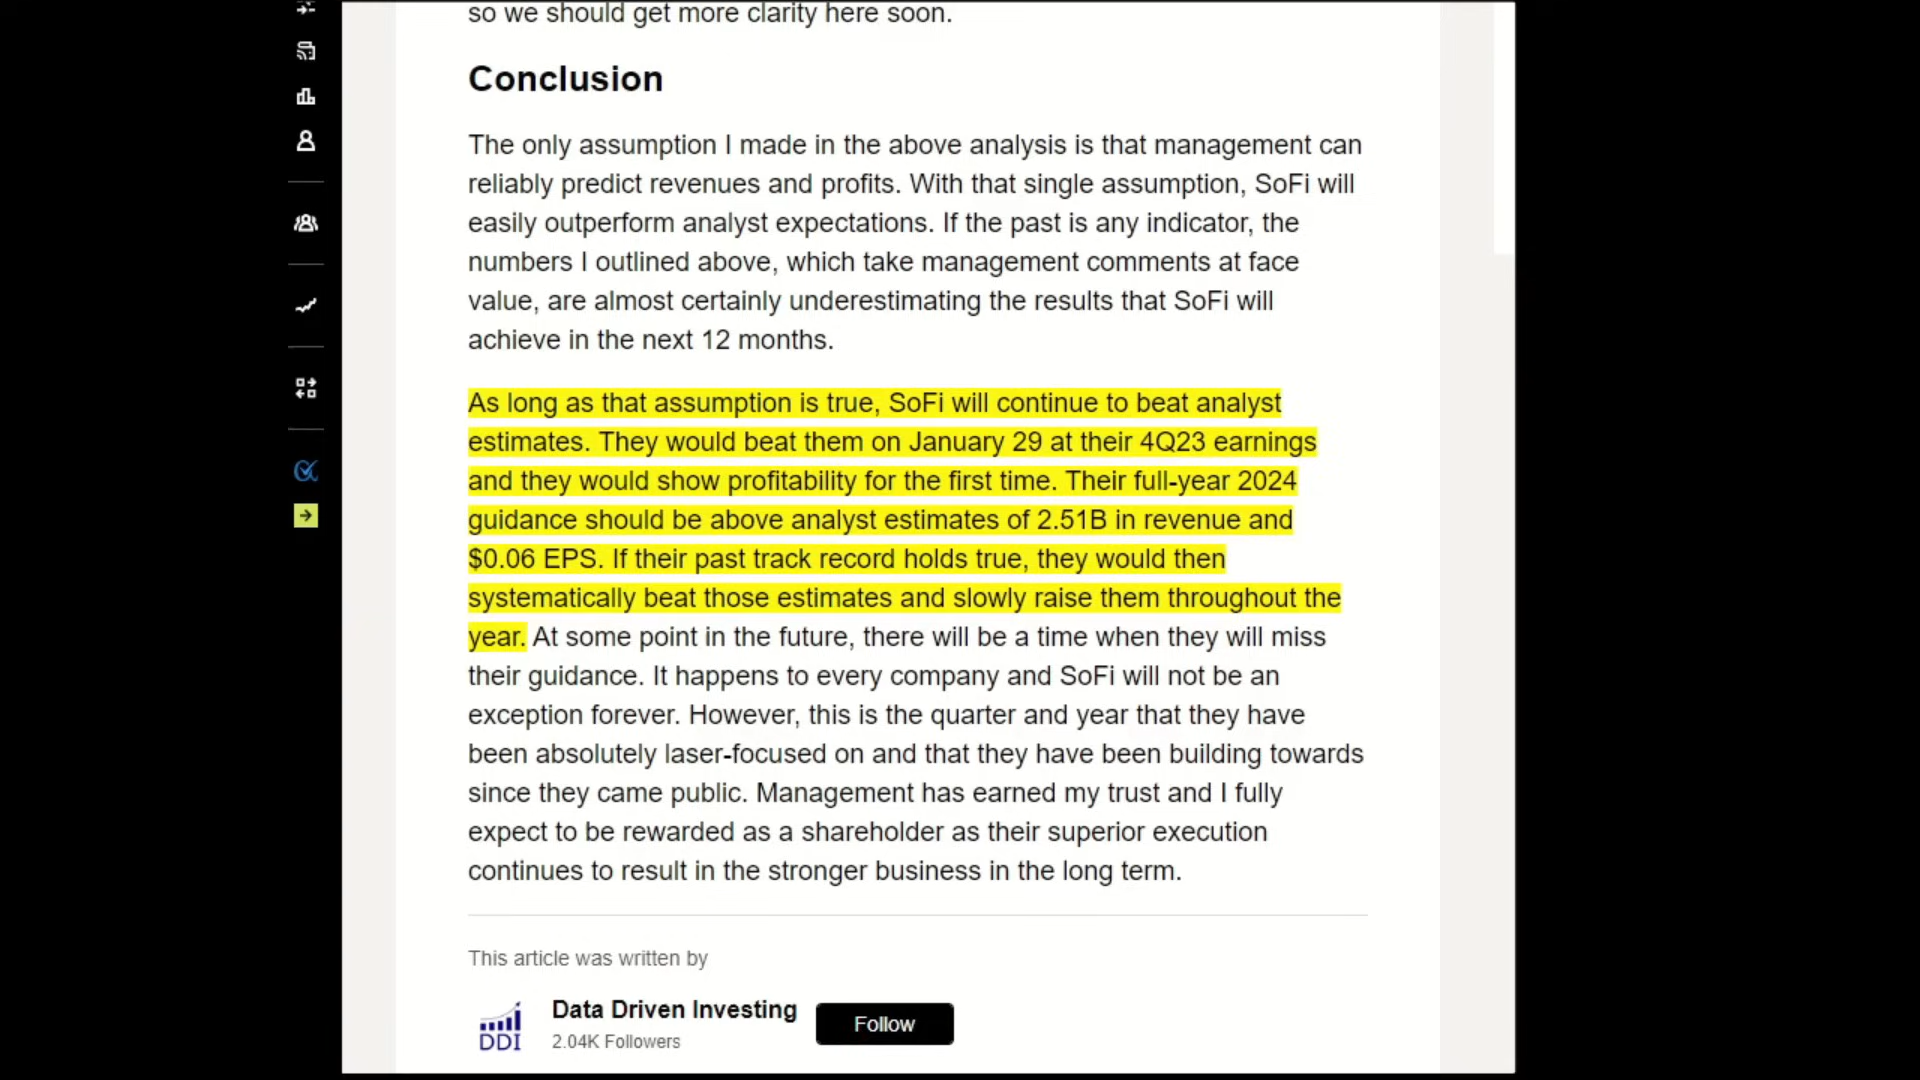 so we should get more clarity here soon.
Conclusion
The only assumption I made in the above analysis is that management can
reliably predict revenues and profits. With that single assumption, SoFi will
easily outperform analyst expectations. If the past is any indicator, the
numbers I outlined above, which take management comments at face
value, are almost certainly underestimating the results that SoFi will
achieve in the next 12 months.
As long as that assumption is true, SoFi will continue to beat analyst
estimates. They would beat them on January 29 at their 4Q23 earnings
and they would show profitability for the first time. Their full-year 2024
guidance should be above analyst estimates of 2.51B in revenue and
$0.06 EPS. If their past track record holds true, they would then
systematically beat those estimates and slowly raise them throughout the
year. At some point in the future, there will be a time when they will miss
their guidance. It happens to every company and SoFi will not be an
exception forever. However, this is the quarter and year that they have
been absolutely laser-focused on and that they have been building towards
since they came public. Management has earned my trust and I fully
expect to be rewarded as a shareholder as their superior execution
continues to result in the stronger business in the long term.
This article was written by
DDI
Data Driven Investing
2.04K Followers
Follow